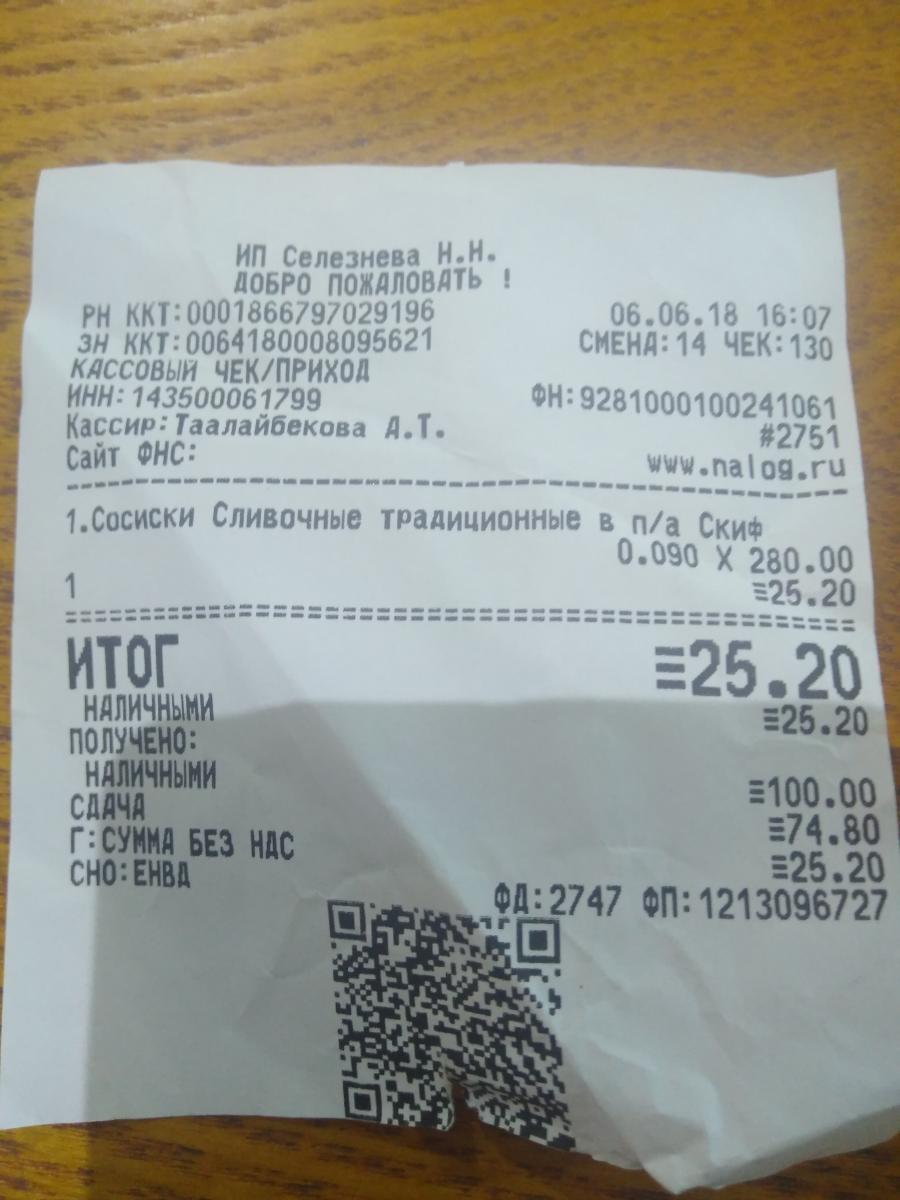 ИП Селезнева Н.Н.
ДОБРО ПОЖАЛОВАТЬ !
РН ККТ:0001866797029196 06.06.18 16:07
ЗН ККТ:00641800080956​21 СМЕНА:14 ЧЕК:130
КАССОВЫЙ ЧЕК/ПРИХОД
ИНН:143500061799 ФН:9281000100241061
Кассир:Таалайбекова А.Т. #2751
Сайт ФНС: www.nalog.ru
1.Сосиски Сливочные традиционные в п/а Скиф
0.090 X 280.00
1 ≡25.20
ИТОГ ≡25.20
НАЛИЧНЫМИ ≡25.20
ПОЛУЧЕНО:
НАЛИЧНЫМИ ≡100.00
СДАЧА ≡74.80
Г:СУММА БЕЗ НДС ≡25.20
СНО:ЕНВД
ФД:2747 ФП:1213096727